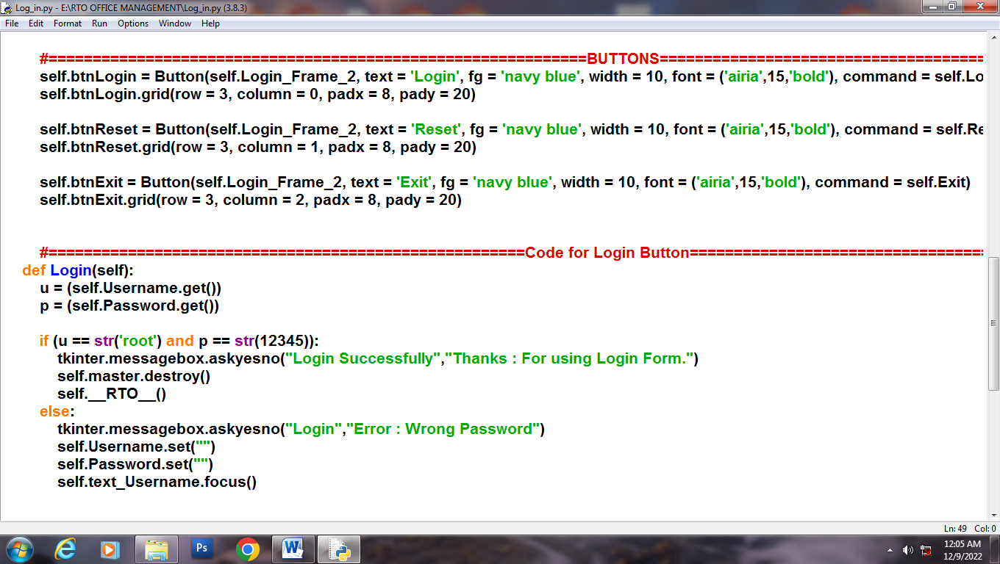 Log_in.py - E:\RTO OFFICE MANAGEMENT\Log_in.py (3.8.3)
File Edit Format Run Options Window Help
#=============================================================BUTTONS=====================================
self.btnLogin = Button(self.Login_Frame_2, text = 'Login', fg = 'navy blue', width = 10, font = ('airia',15,'bold'), command = self.Lo
self.btnLogin.grid(row = 3, column = 0, padx = 8, pady = 20)
self.btnReset = Button(self.Login_Frame_2, text = 'Reset', fg = 'navy blue', width = 10, font = ('airia',15,'bold'), command = self.Re
self.btnReset.grid(row = 3, column = 1, padx = 8, pady = 20)
self.btnExit = Button(self.Login_Frame_2, text = 'Exit', fg = 'navy blue', width = 10, font = ('airia',15,'bold'), command = self.Exit)
self.btnExit.grid(row = 3, column = 2, padx = 8, pady = 20)
#======================================================Code for Login Button==================================
def Login(self):
u = (self.Username.get())
p = (self.Password.get())
if (u == str('root') and p == str(12345)):
tkinter.messagebox.askyesno("Login Successfully","Thanks : For using Login Form.")
self.master.destroy()
self.__RTO__()
else:
tkinter.messagebox.askyesno("Login","Error : Wrong Password")
self.Username.set("")
self.Password.set("")
self.text_Username.focus()
Ln: 49 Col: 0
Ps
W
12:05 AM
12/9/2022